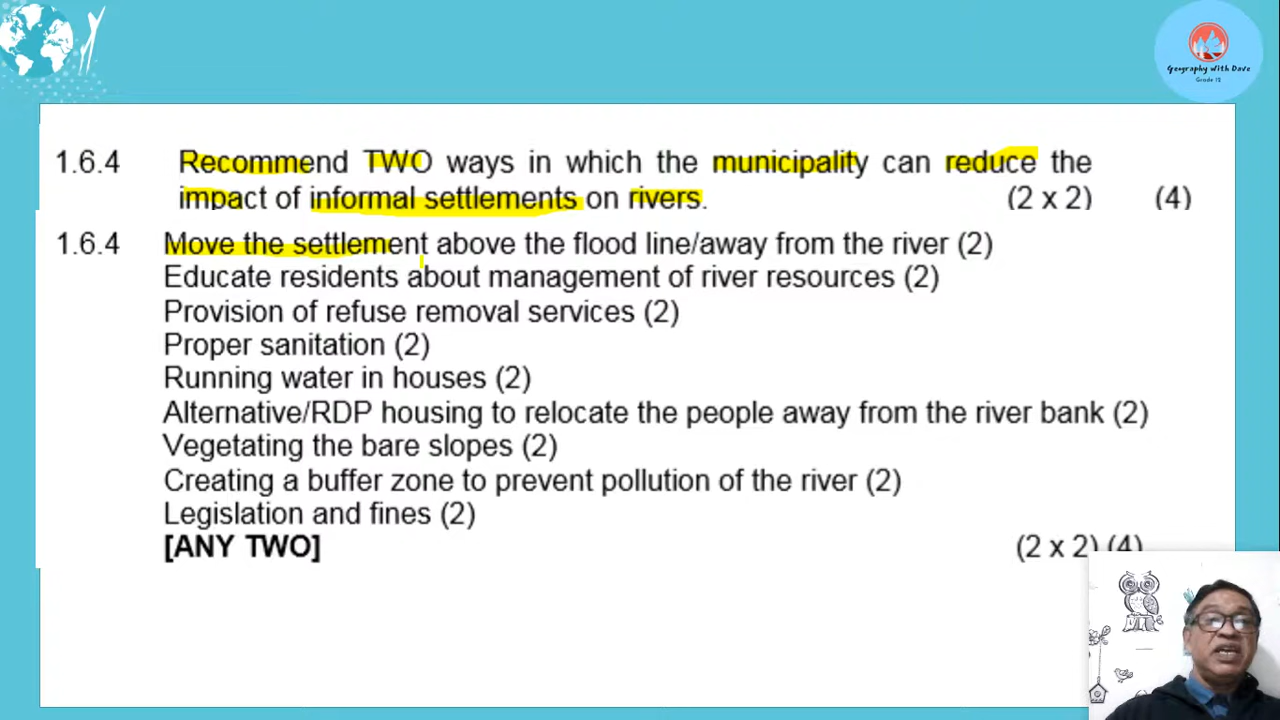 Geography With Dave
Grade 12
1.6.4 Recommend TWO ways in which the municipality can reduce the
impact of informal settlements on rivers. (2 x 2) (4)
1.6.4 Move the settlement above the flood line/away from the river (2)
Educate residents about management of river resources (2)
Provision of refuse removal services (2)
Proper sanitation (2)
Running water in houses (2)
Alternative/RDP housing to relocate the people away from the river bank (2)
Vegetating the bare slopes (2)
Creating a buffer zone to prevent pollution of the river (2)
Legislation and fines (2)
[ANY TWO] (2 x 2) (4)